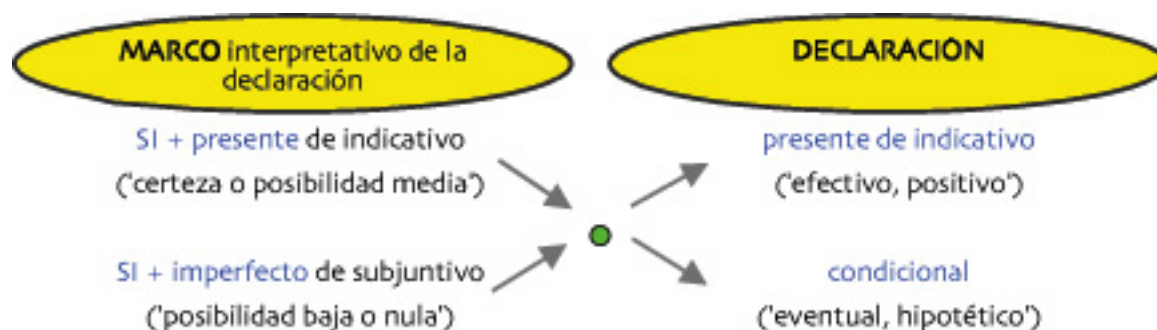 MARCO interpretativo de la
declaración
DECLARACIÓN
SI + presente de indicativo
('certeza o posibilidad media')
presente de indicativo
('efectivo, positivo')
SI + imperfecto de subjuntivo
('posibilidad baja o nula')
condicional
('eventual, hipotético')